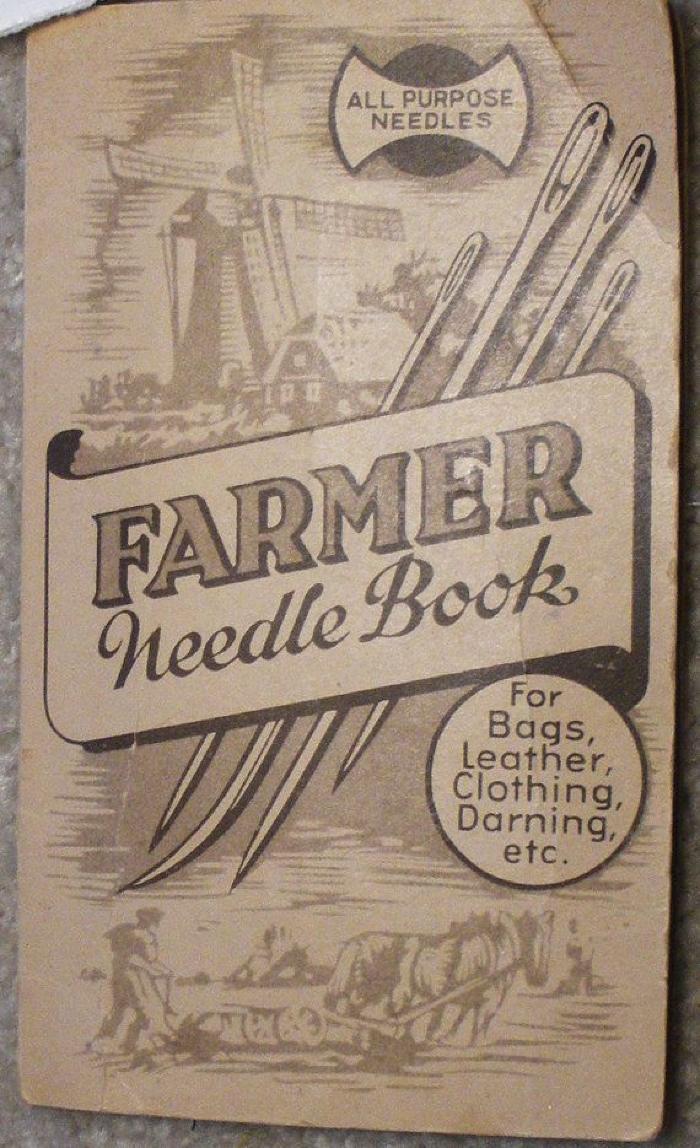 ALL PURPOSE
NEEDLES
FARMER
Needle Book
For
Bags,
Leather,
Clothing,
Darning,
etc.